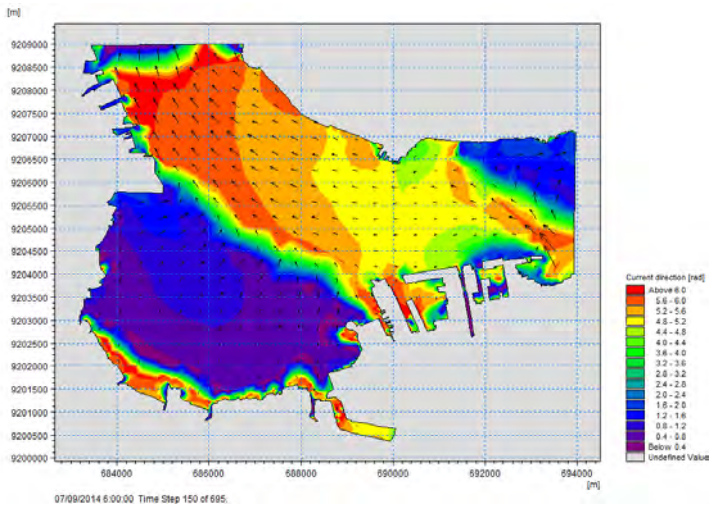 [m]
9209000
9208500
9208000
9207500
9207000
9206500
9206000
9205500
9205000
9204500
9204000
9203500
9203000
9202500
9202000
9201500
9201000
9200500
9200000
684000 686000 688000 690000 692000 694000
[m]
07/09/2014 6:00:00 Time Step 150 of 695.
Current direction [rad]
Above 6.0
5.6 - 6.0
5.2 - 5.6
4.8 - 5.2
4.4 - 4.8
4.0 - 4.4
3.6 - 4.0
3.2 - 3.6
2.8 - 3.2
2.4 - 2.8
2.0 - 2.4
1.6 - 2.0
1.2 - 1.6
0.8 - 1.2
0.4 - 0.8
Below 0.4
Undefined Value